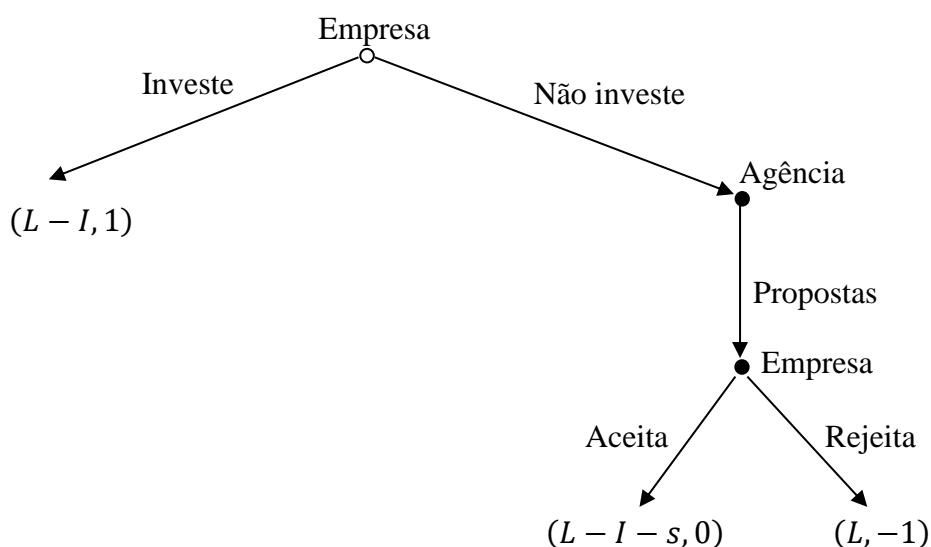 Empresa
Investe
Não investe
Agência
(L − I, 1)
Propostas
Empresa
Aceita
Rejeita
(L − I − s, 0)
(L, −1)